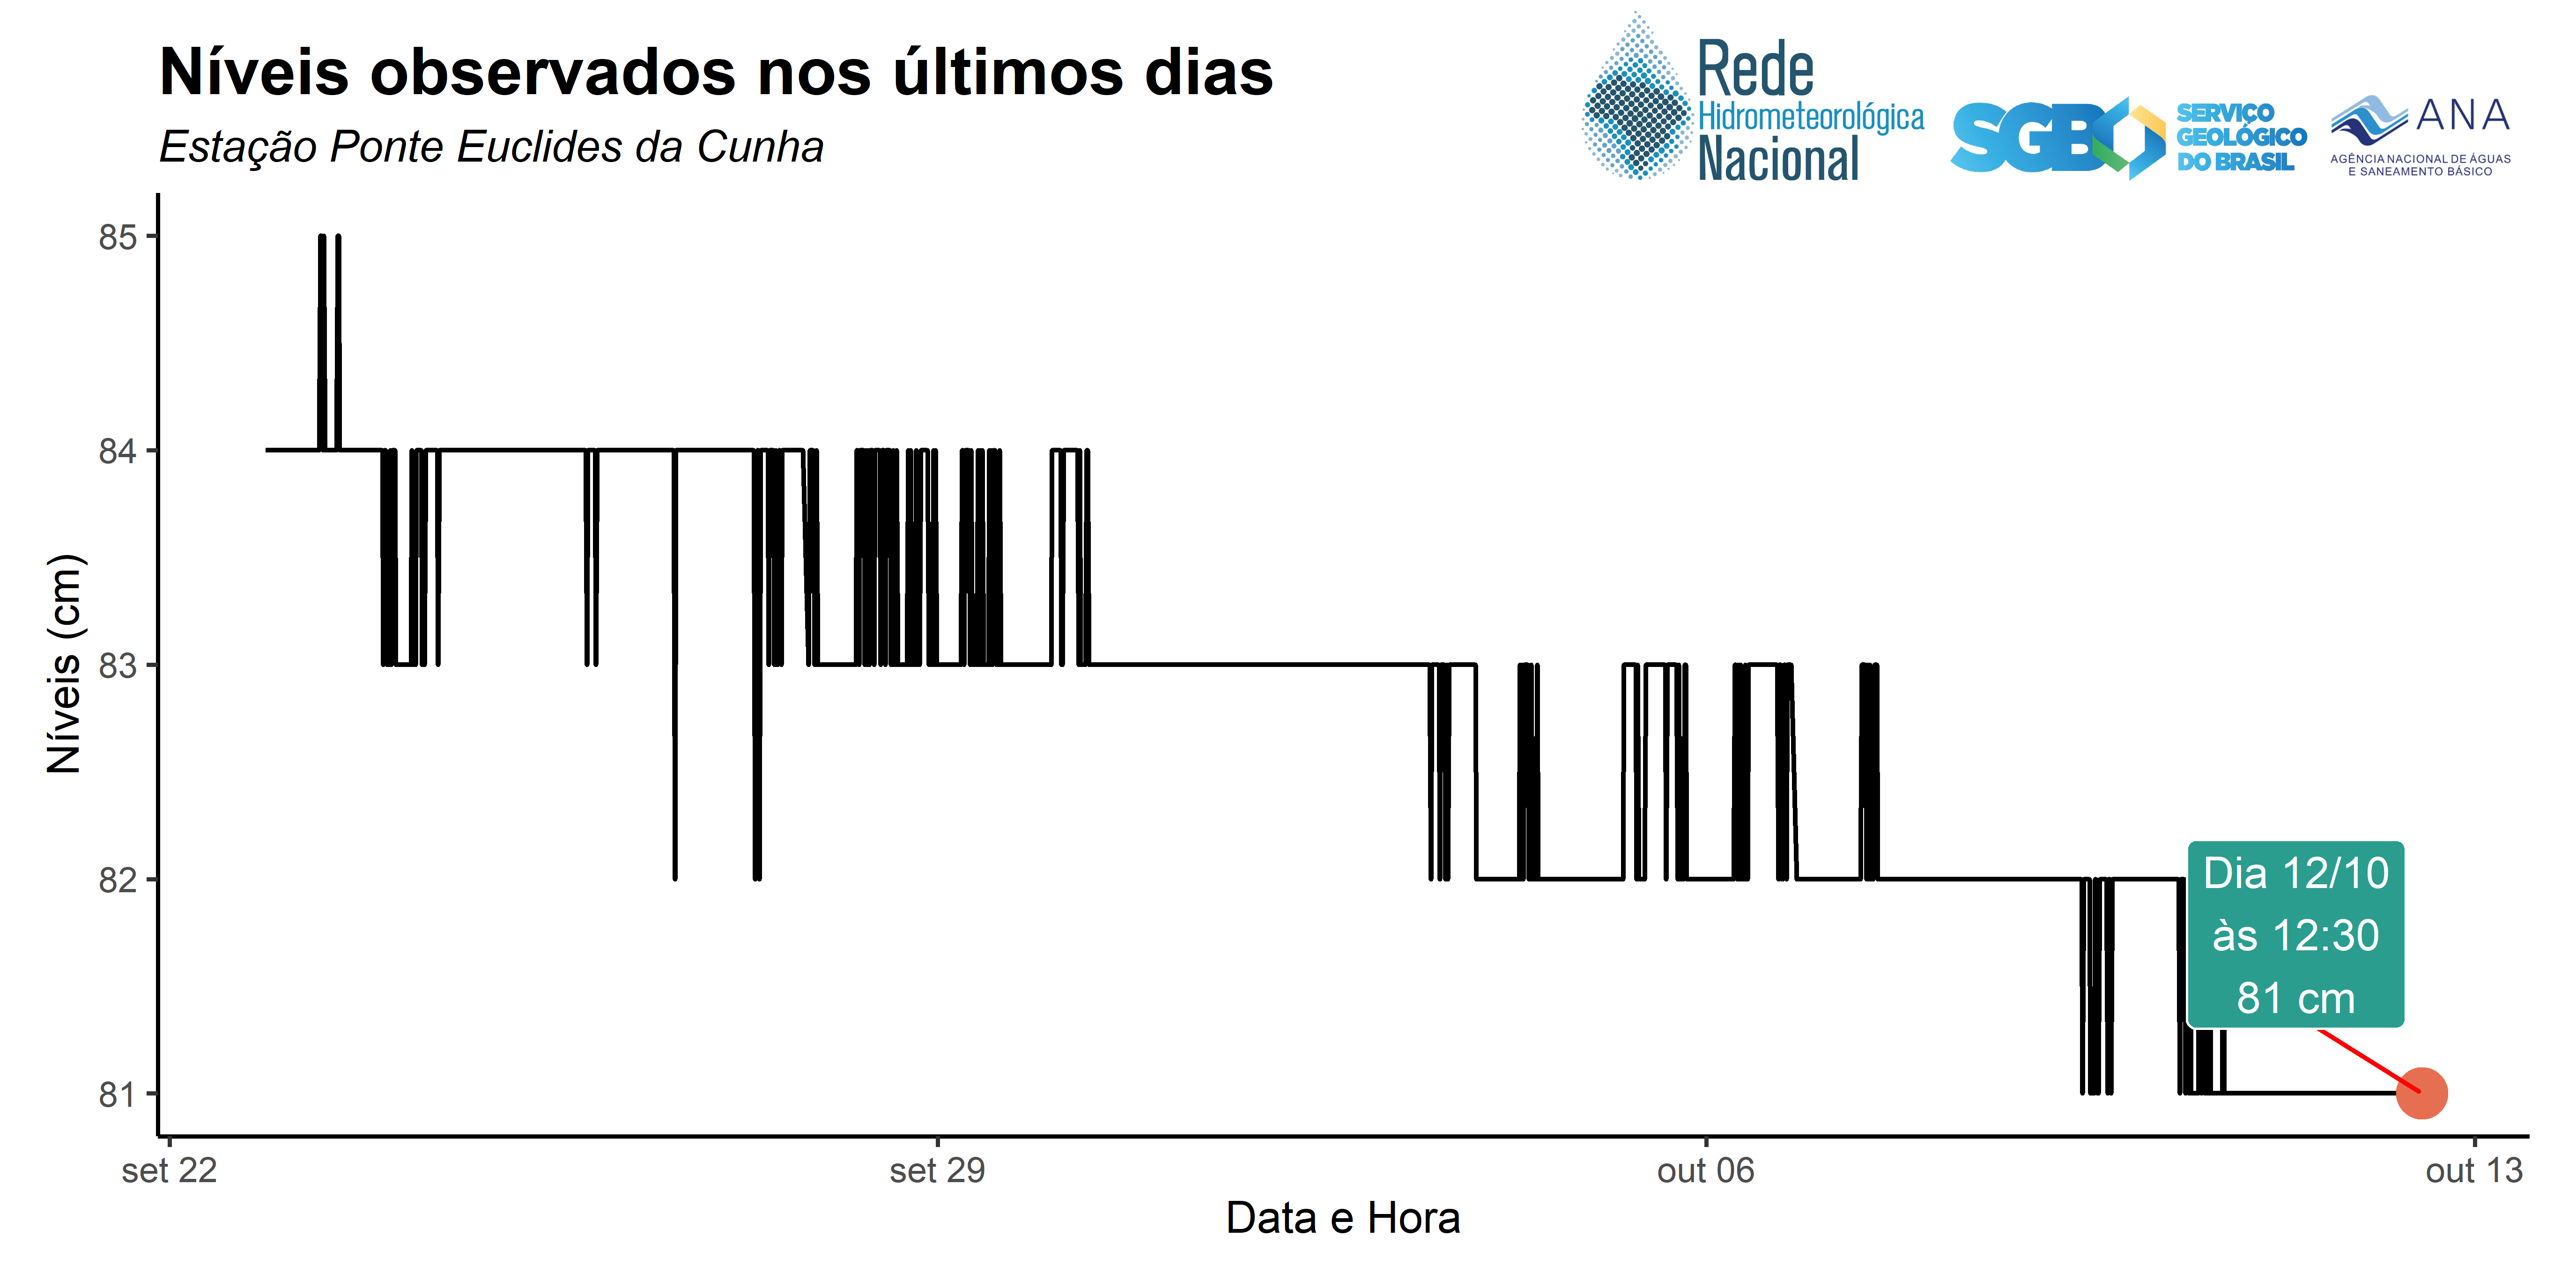 Níveis observados nos últimos dias
Estação Ponte Euclides da Cunha
Rede
Hidrometeorológica
Nacional
SGB
SERVIÇO
GEOLÓGICO
DO BRASIL
ANA
AGÊNCIA NACIONAL DE ÁGUAS
E SANEAMENTO BÁSICO
Níveis (cm)
85
84
83
82
81
Dia 12/10
às 12:30
81 cm
set 22
set 29
out 06
out 13
Data e Hora